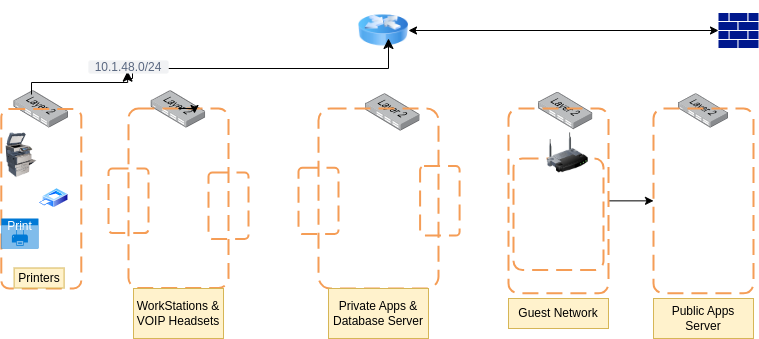 10.1.48.0/24
Layer 2
Layer 2
Layer 2
Layer 2
Layer 2
Print
Printers
WorkStations &
VOIP Headsets
Private Apps &
Database Server
Guest Network
Public Apps
Server